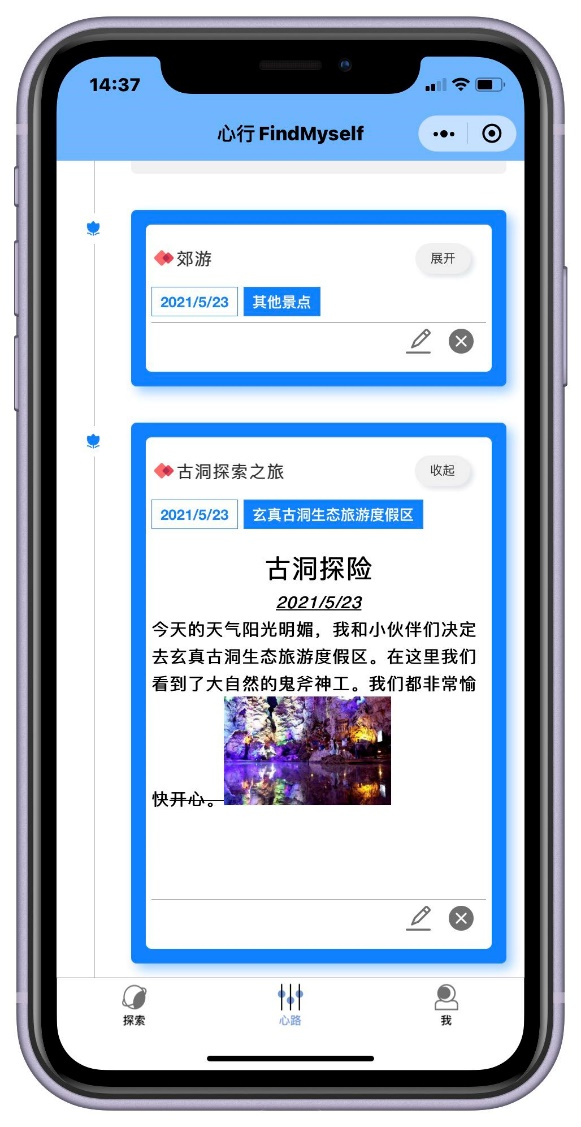 14:37
心行 FindMyself
郊游
展开
2021/5/23 其他景点
古洞探索之旅
收起
2021/5/23 玄真古洞生态旅游度假区
古洞探险
2021/5/23
今天的天气阳光明媚，我和小伙伴们决定
去玄真古洞生态旅游度假区。在这里我们
看到了大自然的鬼斧神工。我们都非常愉
快开心。
探索
心路
我